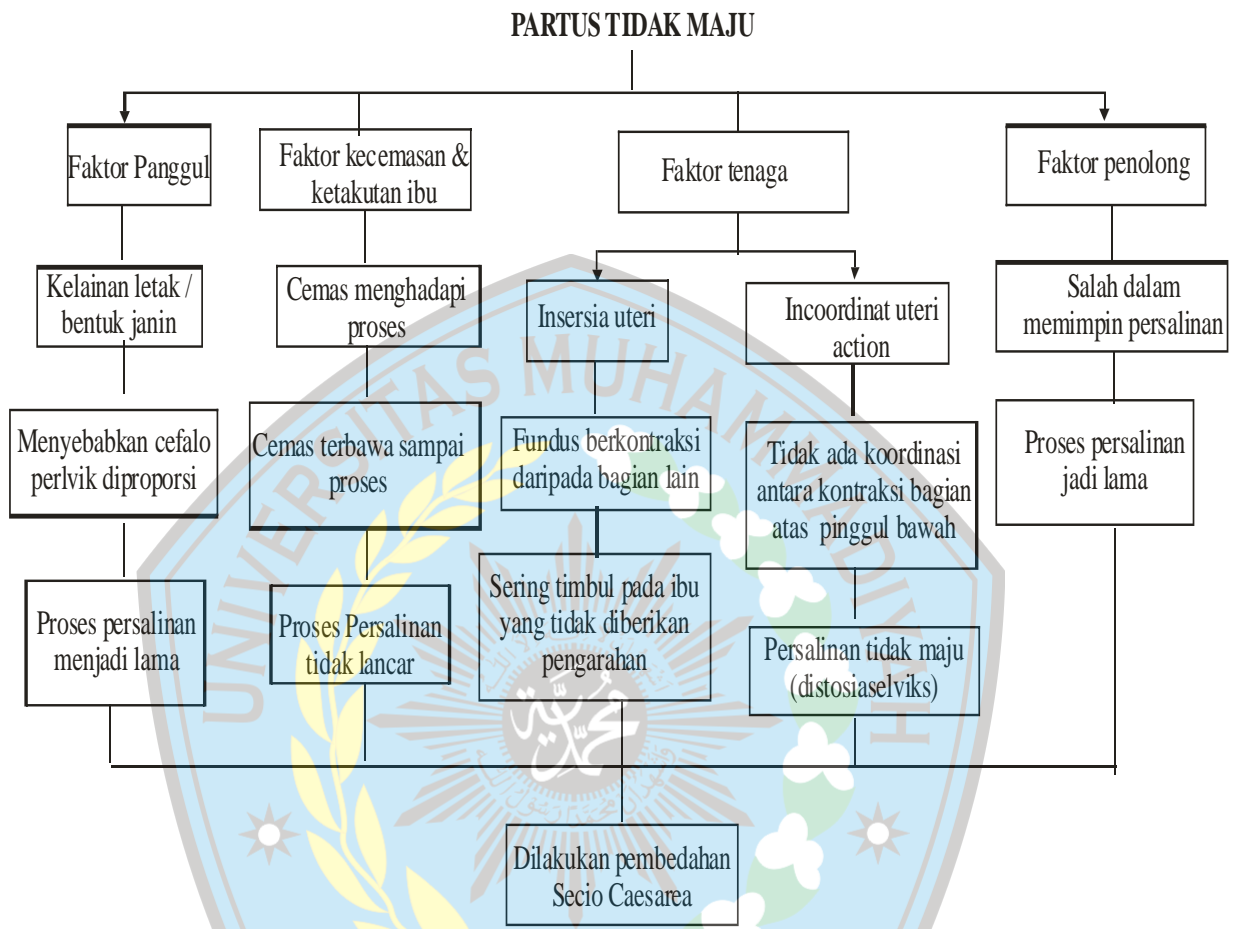 PARTUS TIDAK MAJU
Faktor Panggul
Faktor kecemasan &
ketakutan ibu
Faktor tenaga
Faktor penolong
Kelainan letak /
bentuk janin
Cemas menghadapi
proses
Insersia uteri
Incoordinat uteri
action
Salah dalam
memimpin persalinan
Menyebabkan cefalo
perlvik diproporsi
Cemas terbawa sampai
proses
Fundus berkontraksi
daripada bagian lain
Tidak ada koordinasi
antara kontraksi bagian
atas pinggul bawah
Proses persalinan
jadi lama
Proses persalinan
menjadi lama
Proses Persalinan
tidak lancar
Sering timbul pada ibu
yang tidak diberikan
pengarahan
Persalinan tidak maju
(distosiaselviks)
Dilakukan pembedahan
Secio Caesarea
UNIVERSITAS MUHAMMADIYAH
محمدية